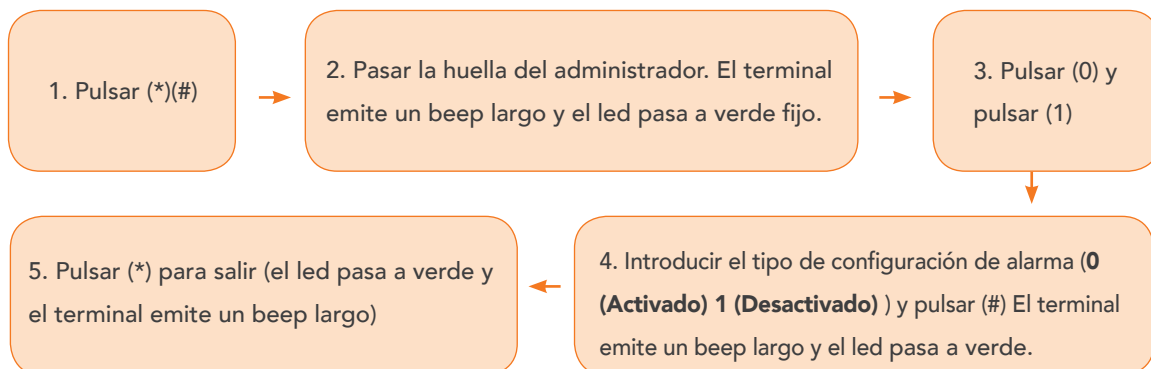 1. Pulsar (*)(#)
2. Pasar la huella del administrador. El terminal
emite un beep largo y el led pasa a verde fijo.
3. Pulsar (0) y
pulsar (1)
4. Introducir el tipo de configuración de alarma (0
(Activado) 1 (Desactivado) ) y pulsar (#) El terminal
emite un beep largo y el led pasa a verde.
5. Pulsar (*) para salir (el led pasa a verde y
el terminal emite un beep largo)